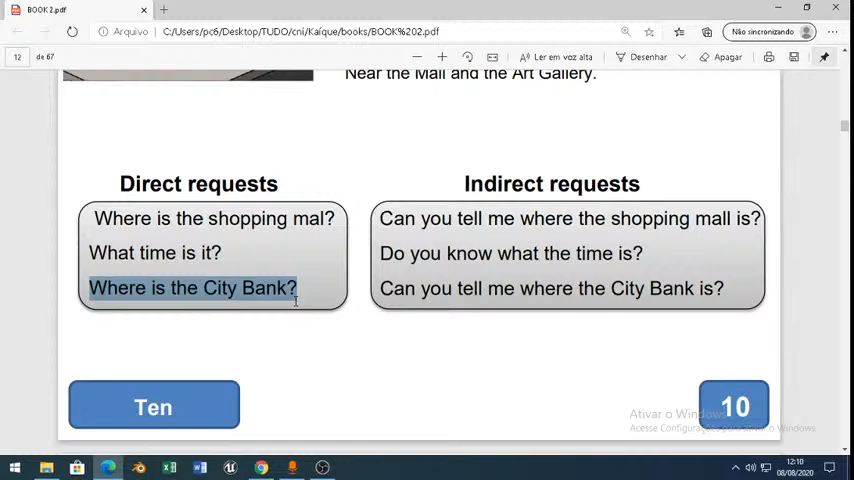 BOOK 2.pdf
Arquivo
C:/Users/pc6/Desktop/TUDO/cni/Kaíque/books/BOOK%202.pdf
Não sincronizando
12
de 67
Ler em voz alta
Desenhar
Apagar
Near the Mall and the Art Gallery.
Direct requests
Where is the shopping mal?
What time is it?
Where is the City Bank?
Indirect requests
Can you tell me where the shopping mall is?
Do you know what the time is?
Can you tell me where the City Bank is?
Ten
10
Ativar o Windows
Acesse Configurações para ativar o Windows
12:10
08/08/2020